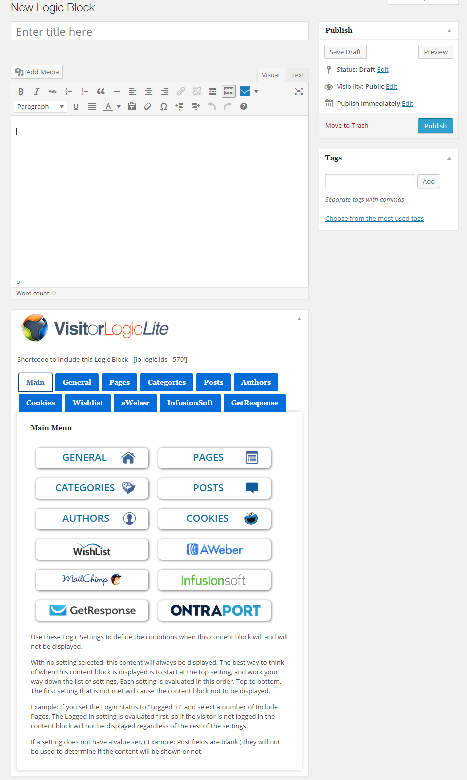 New Logic Block
Enter title here
Add Media
Visual Text
Paragraph
Word count: 0
VisitorLogicLite
Shortcode to Include this Logic Block
Main General Pages Categories Posts Authors
Cookies Wishlist aWeber InfusionSoft GetResponse
Main Menu
GENERAL PAGES
CATEGORIES POSTS
AUTHORS COOKIES
WishList AWeber
MailChimp Infusionsoft
GetResponse ONTRAPORT
Use these Logic Settings to define the conditions when this content block will and will
not be displayed.
With no setting selected, this content will always be displayed. The best way to think
of when this content block is displayed is to start at the top setting, and work your
way down the list of settings. Each setting is evaluated in this order, Top to bottom.
The first setting that is not met will cause the content block not to be displayed.
Example: If you set the Login Status to "Logged In" and select a number of Include
Pages. The Logged In setting is evaluated first, so if the visitor is not logged in the
content block will not be displayed regardless of the rest of the settings.
If a setting does not have a value set, ( Example: Post fields are blank ) they will not
be used to determine if the content will be shown or not.
Publish
Save Draft Preview
Status: Draft Edit
Visibility: Public Edit
Publish immediately Edit
Move to Trash Publish
Tags
Add
Separate tags with commas
Choose from the most used tags